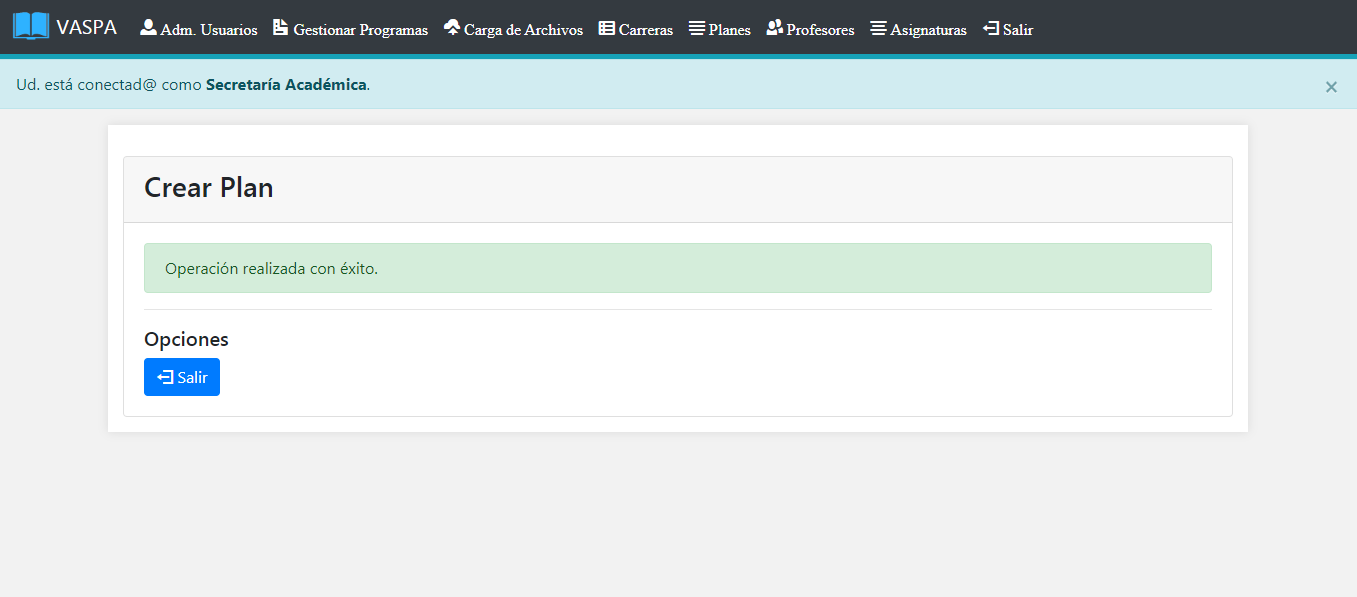 VASPA Adm. Usuarios Gestionar Programas Carga de Archivos Carreras Planes Profesores Asignaturas Salir
Ud. está conectad@ como Secretaría Académica. ×
Crear Plan
Operación realizada con éxito.
Opciones
Salir